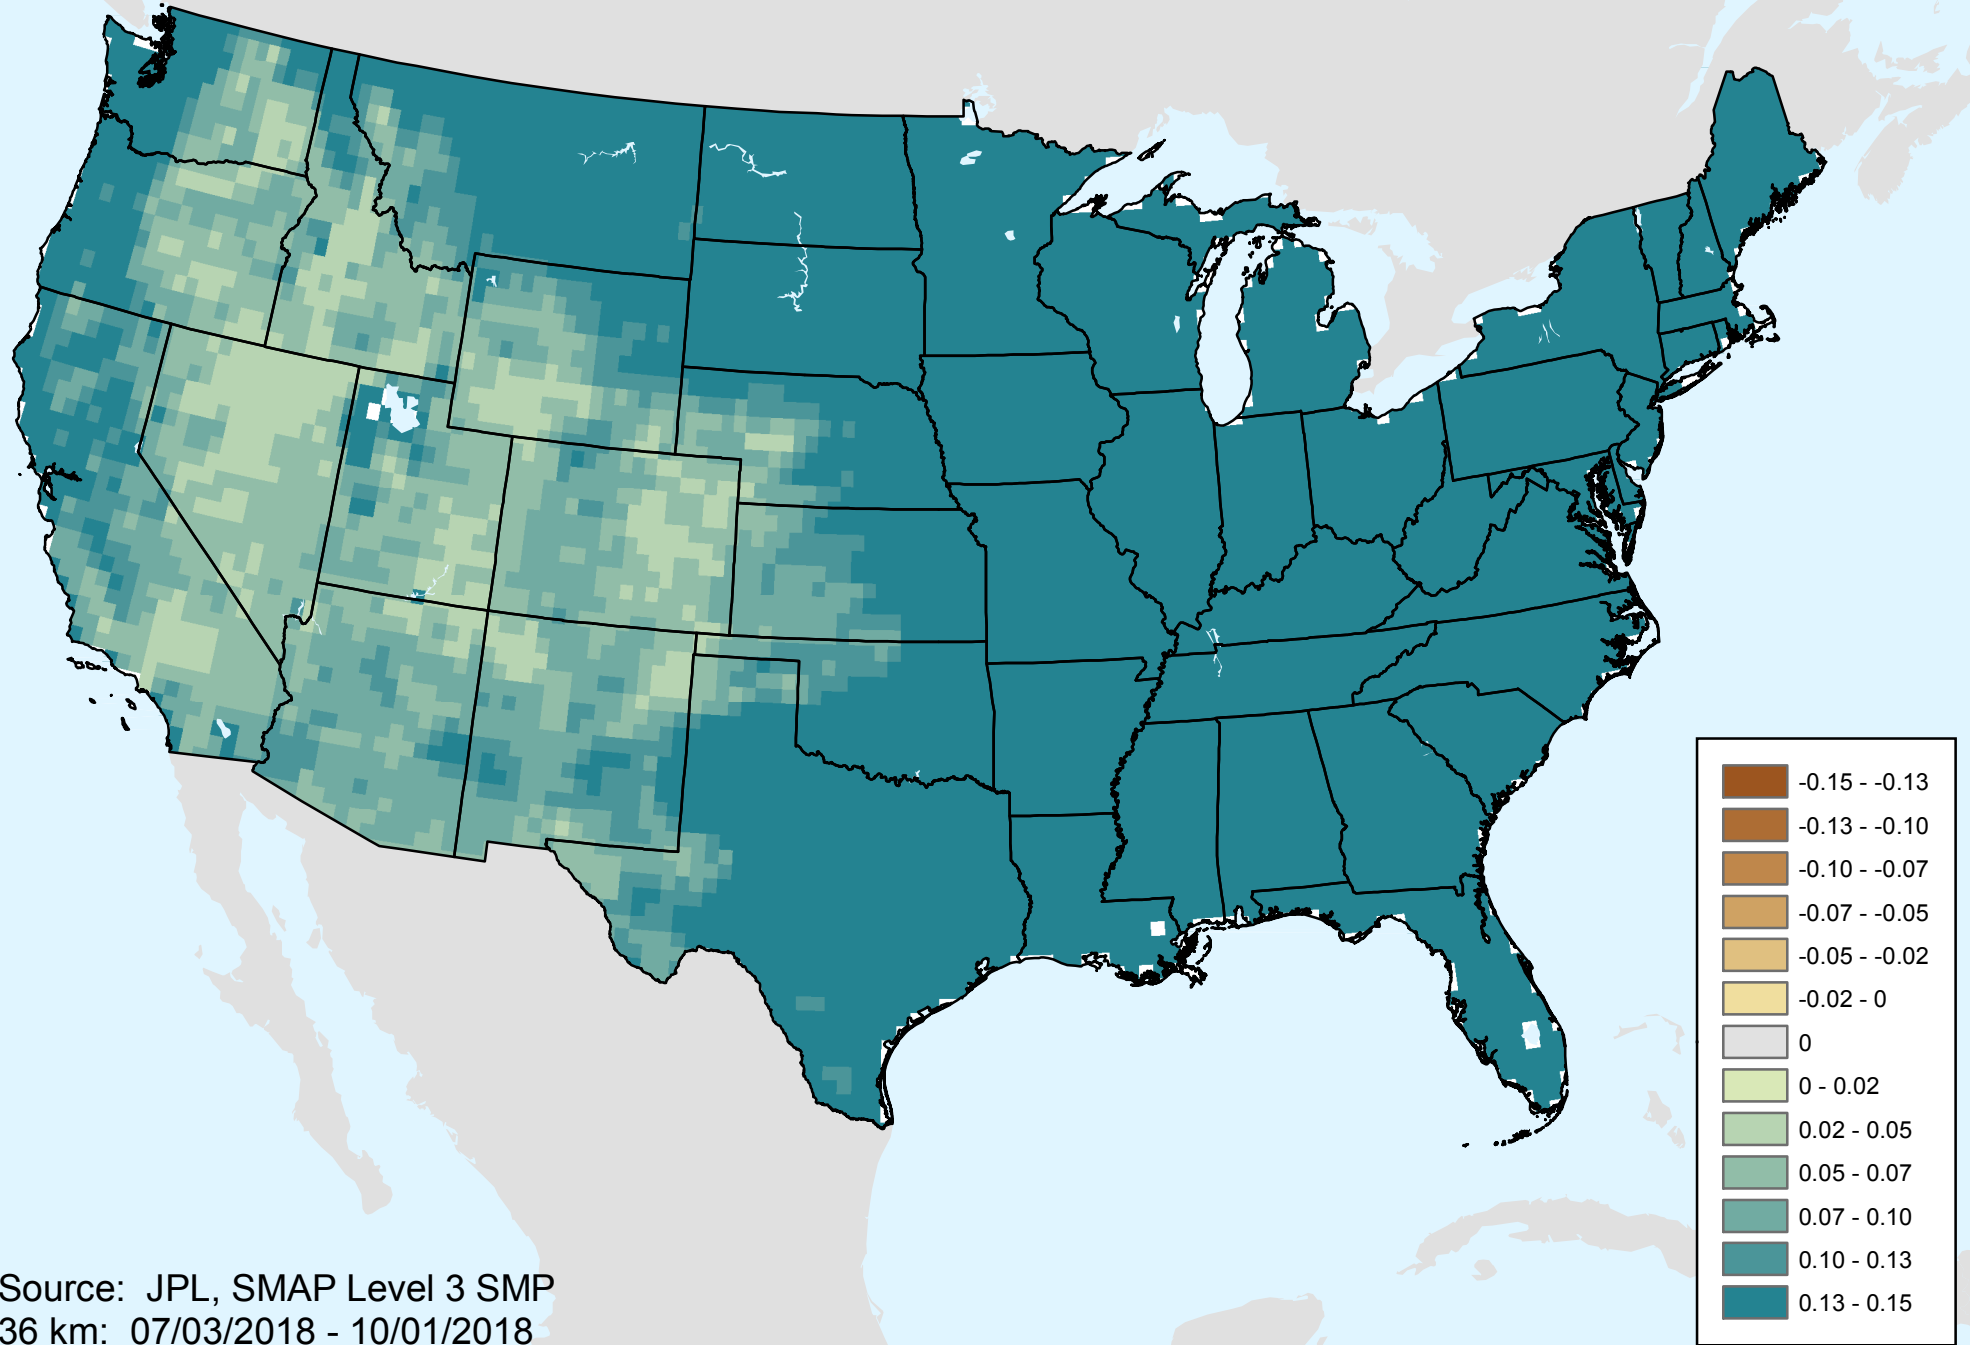 -0.15 - -0.13
-0.13 - -0.10
-0.10 - -0.07
-0.07 - -0.05
-0.05 - -0.02
-0.02 - 0
0
0 - 0.02
0.02 - 0.05
0.05 - 0.07
0.07 - 0.10
0.10 - 0.13
0.13 - 0.15
Source: JPL, SMAP Level 3 SMP
36 km: 07/03/2018 - 10/01/2018